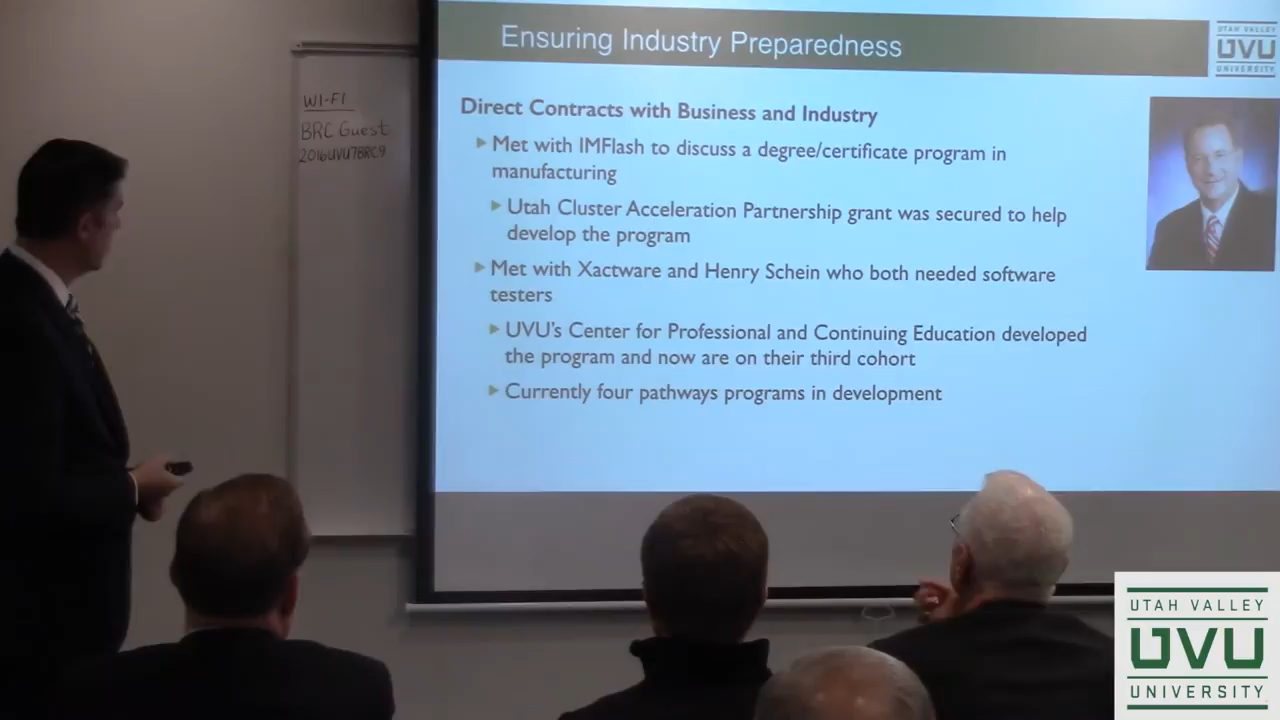 Ensuring Industry Preparedness
UTAH VALLEY
UVU
UNIVERSITY
WI-FI
BRC Guest
2016UVU7BRC9
Direct Contracts with Business and Industry
Met with IMFlash to discuss a degree/certificate program in
manufacturing
Utah Cluster Acceleration Partnership grant was secured to help
develop the program
Met with Xactware and Henry Schein who both needed software
testers
UVU's Center for Professional and Continuing Education developed
the program and now are on their third cohort
Currently four pathways programs in development
UTAH VALLEY
UVU
UNIVERSITY